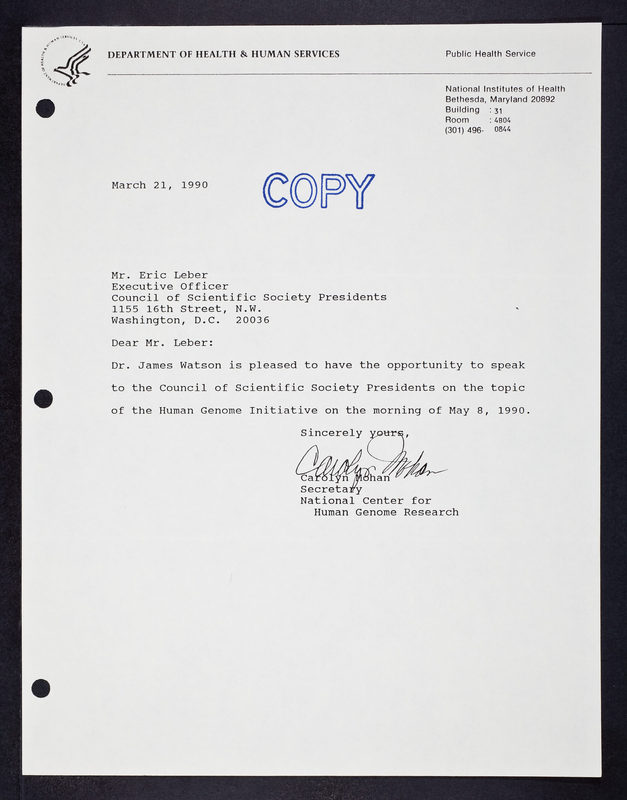 DEPARTMENT OF HEALTH & HUMAN SERVICES
Public Health Service
National Institutes of Health
Bethesda, Maryland 20892
Building : 31
Room : 4B04
(301) 496- 0844
March 21, 1990
COPY
Mr. Eric Leber
Executive Officer
Council of Scientific Society Presidents
1155 16th Street, N.W.
Washington, D.C. 20036
Dear Mr. Leber:
Dr. James Watson is pleased to have the opportunity to speak
to the Council of Scientific Society Presidents on the topic
of the Human Genome Initiative on the morning of May 8, 1990.
Sincerely yours,
Carolyn Mohan
Carolyn Mohan
Secretary
National Center for
Human Genome Research